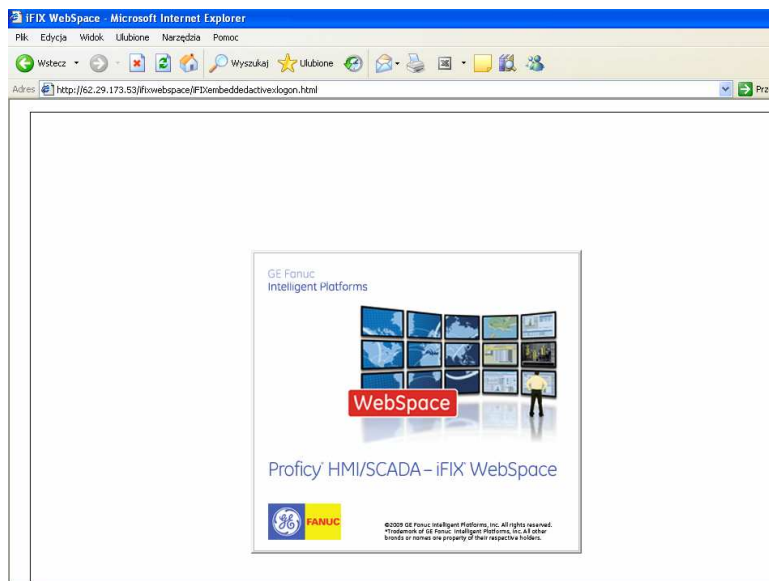 iFIX WebSpace - Microsoft Internet Explorer
Plik Edycja Widok Ulubione Narzędzia Pomoc
Wstecz Wyszukaj Ulubione
Adres http://62.29.173.53/ifixwebspace/iFIXembeddedactivexlogon.html Prz
GE Fanuc
Intelligent Platforms
WebSpace
Proficy* HMI/SCADA – iFIX* WebSpace
GE FANUC
©2009 GE Fanuc Intelligent Platforms, Inc. All rights reserved.
*Trademark of GE Fanuc Intelligent Platforms, Inc. All other
brands or names are property of their respective holders.